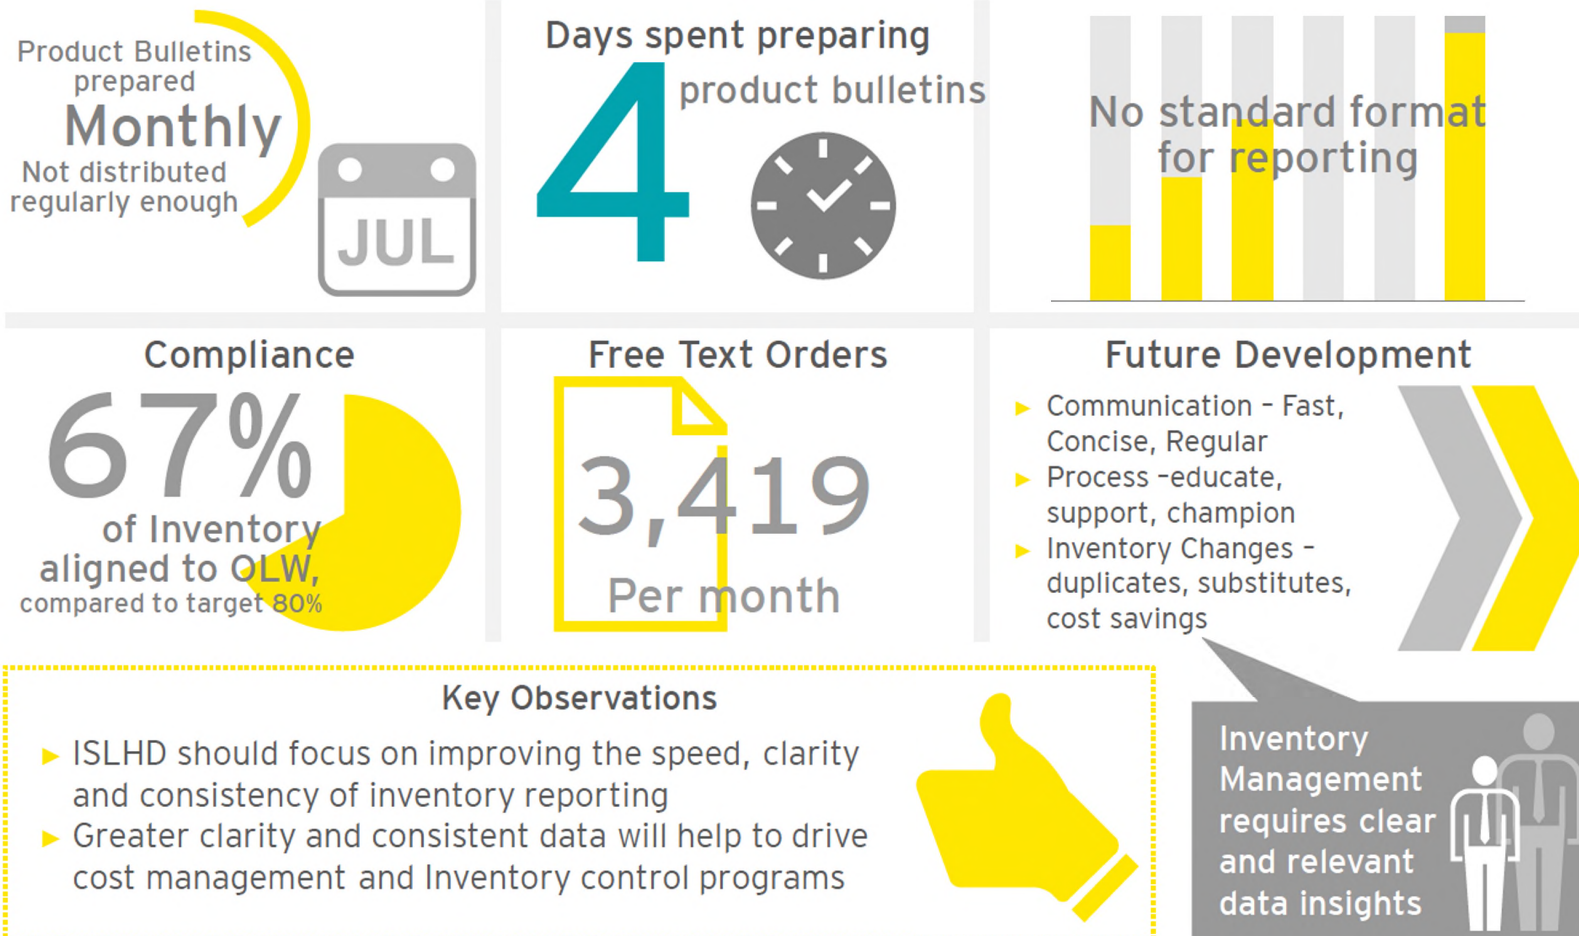 Product Bulletins
prepared
Monthly
Not distributed
regularly enough
JUL
Days spent preparing
4
product bulletins
No standard format
for reporting
Compliance
67%
of Inventory
aligned to OLW,
compared to target 80%
Free Text Orders
3,419
Per month
Future Development
► Communication – Fast,
Concise, Regular
► Process –educate,
support, champion
► Inventory Changes –
duplicates, substitutes,
cost savings
Key Observations
► ISLHD should focus on improving the speed, clarity
and consistency of inventory reporting
► Greater clarity and consistent data will help to drive
cost management and Inventory control programs
Inventory
Management
requires clear
and relevant
data insights